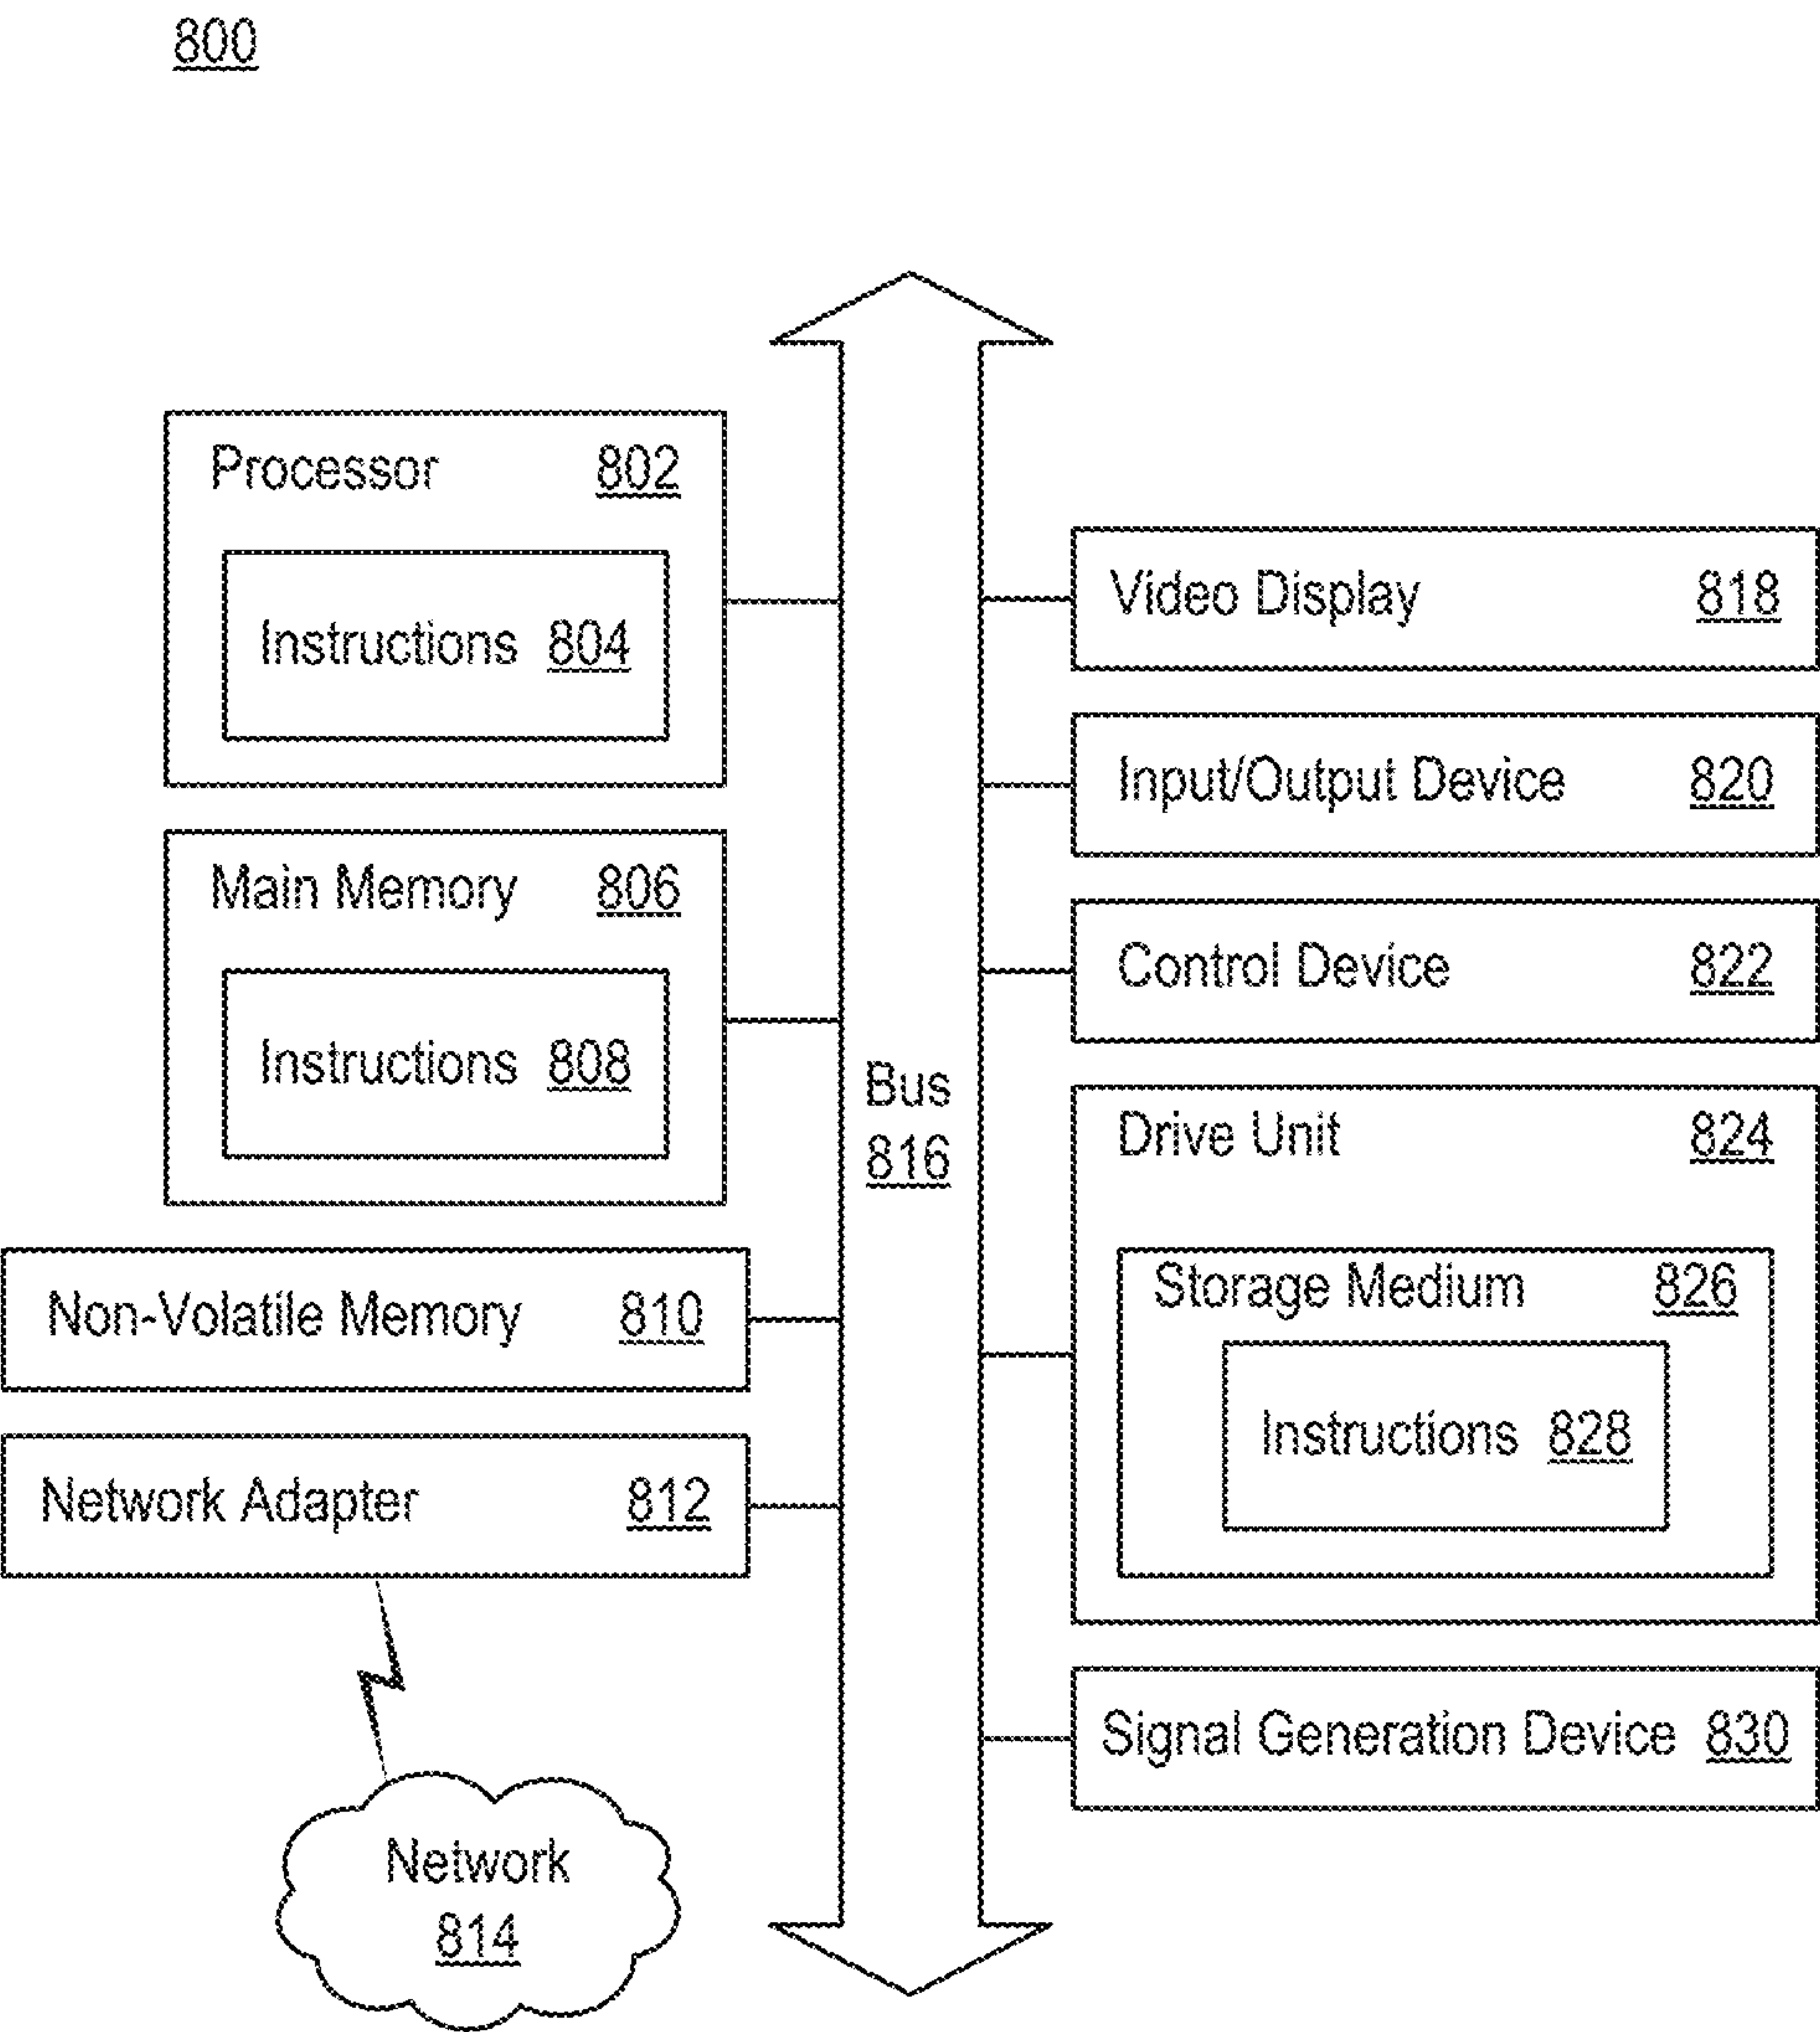 800
Processor 802
Instructions 804
Main Memory 806
Instructions 808
Non-Volatile Memory 810
Network Adapter 812
Network
814
Bus
816
Video Display 818
Input/Output Device 820
Control Device 822
Drive Unit 824
Storage Medium 826
Instructions 828
Signal Generation Device 830